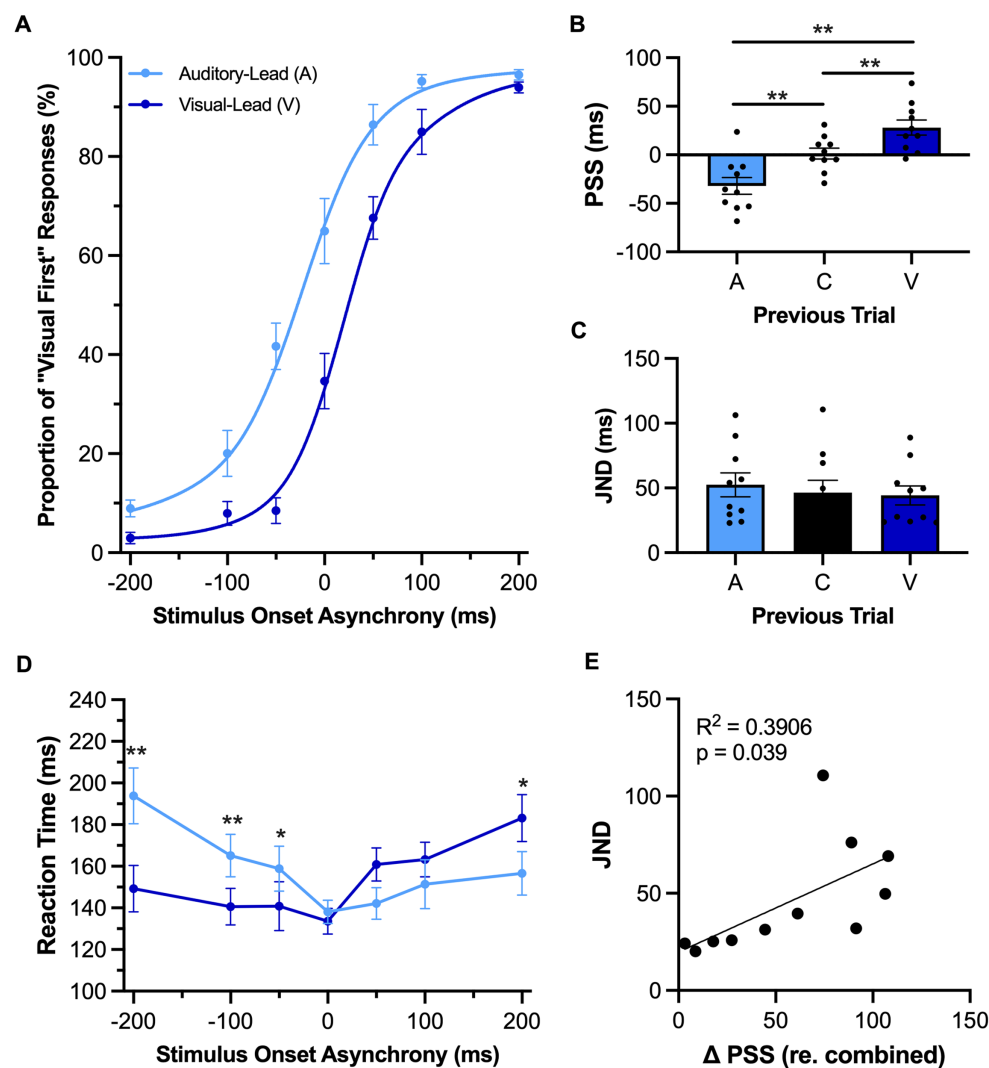 A
Proportion of "Visual First" Responses (%)
100
80
60
40
20
0
Auditory-Lead (A)
Visual-Lead (V)
-200
-100
0
100
200
Stimulus Onset Asynchrony (ms)
B
PSS (ms)
100
50
0
-50
-100
**
**
**
A
C
V
Previous Trial
C
JND (ms)
150
100
50
0
A
C
V
Previous Trial
D
Reaction Time (ms)
240
220
200
180
160
140
120
100
**
**
*
*
-200
-100
0
100
200
Stimulus Onset Asynchrony (ms)
E
JND
150
100
50
0
R² = 0.3906
p = 0.039
0
50
100
150
Δ PSS (re. combined)